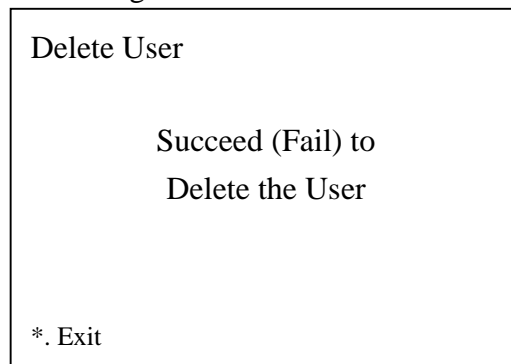 Delete User
Succeed (Fail) to
Delete the User
*. Exit